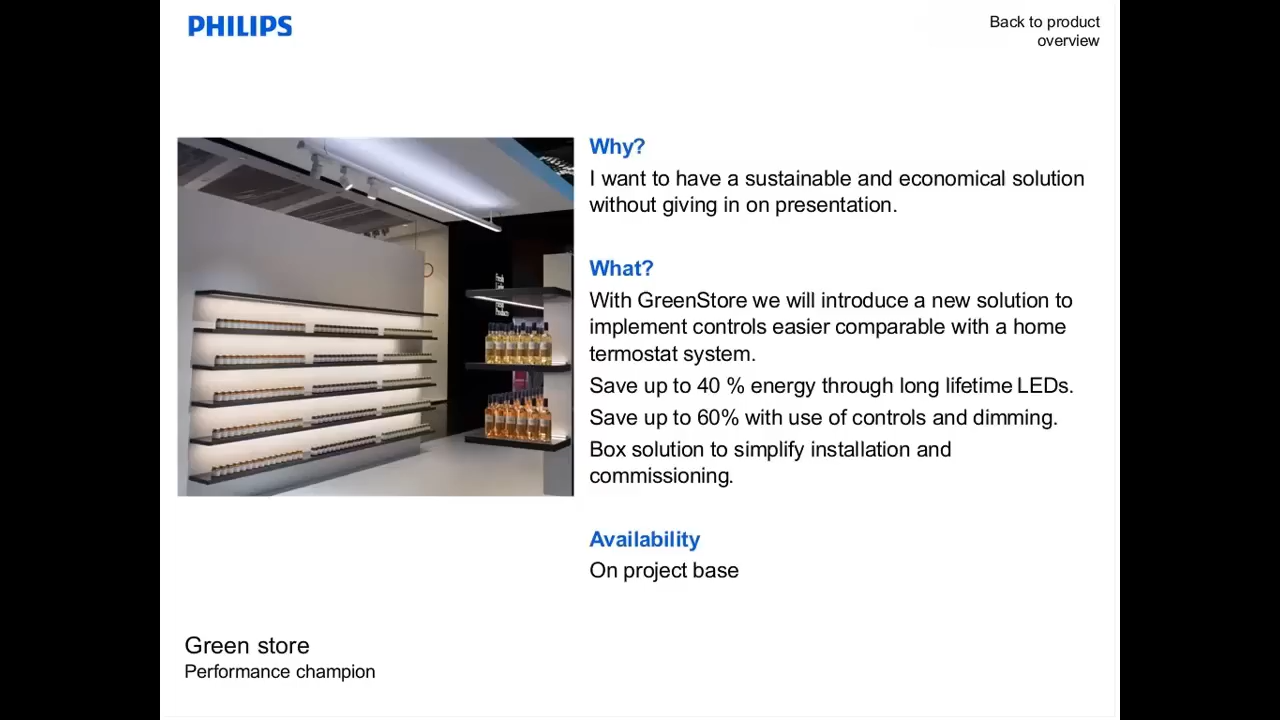 PHILIPS
Back to product
overview
Why?
I want to have a sustainable and economical solution
without giving in on presentation.
What?
With GreenStore we will introduce a new solution to
implement controls easier comparable with a home
termostat system.
Save up to 40 % energy through long lifetime LEDs.
Save up to 60% with use of controls and dimming.
Box solution to simplify installation and
commissioning.
Availability
On project base
Green store
Performance champion